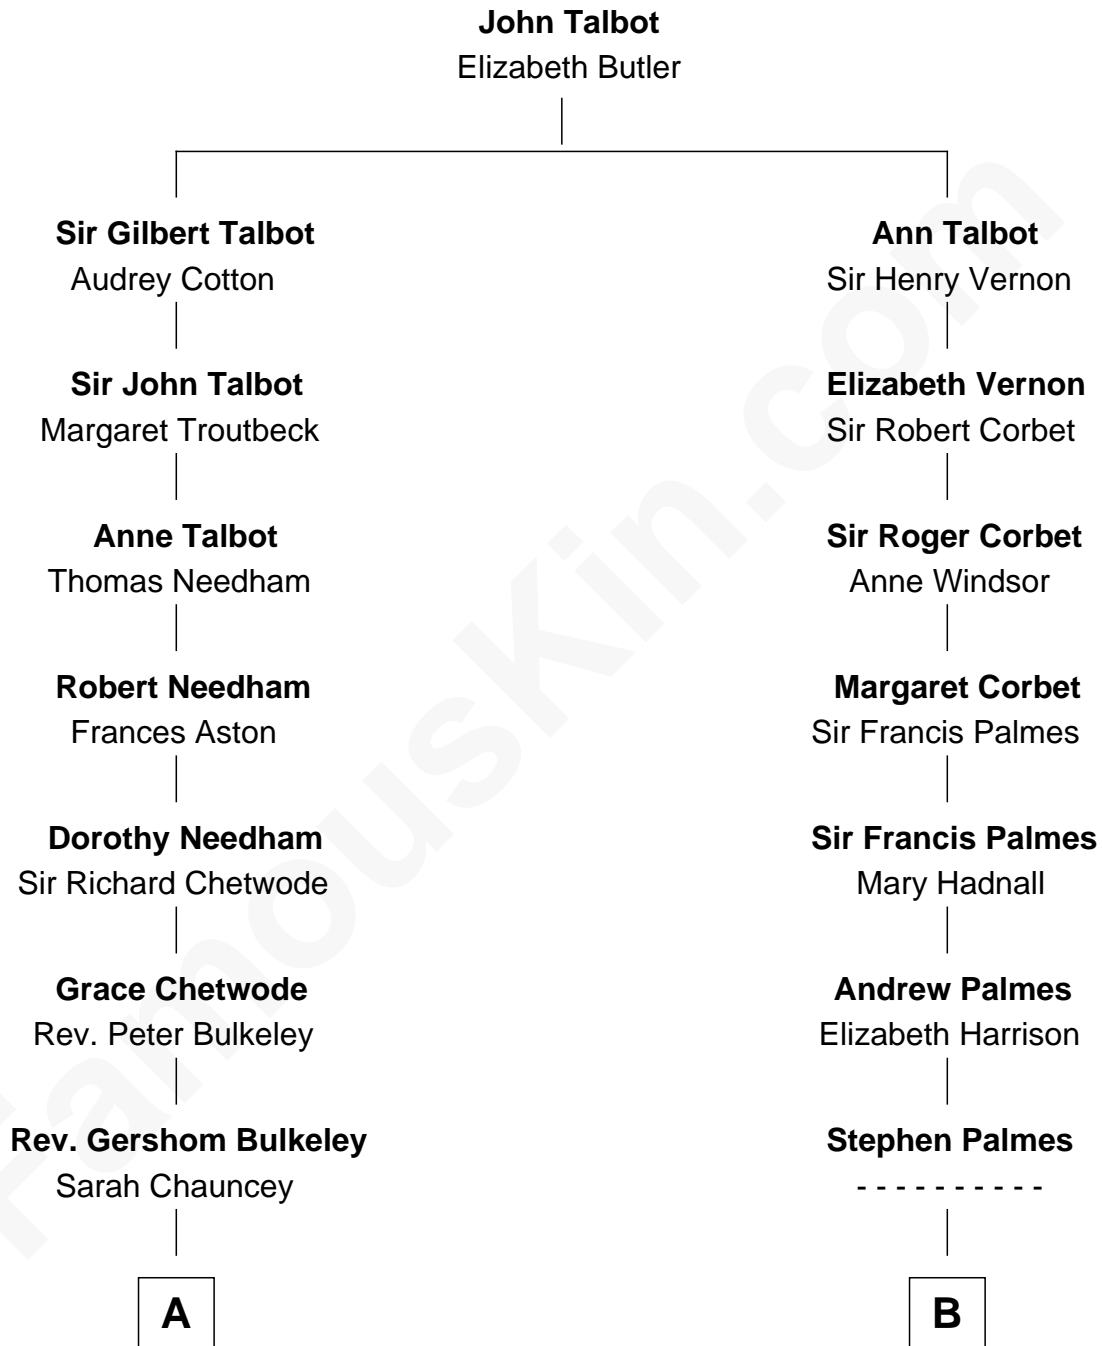 John Talbot
Elizabeth Butler
Sir Gilbert Talbot
Audrey Cotton
Ann Talbot
Sir Henry Vernon
Sir John Talbot
Margaret Troutbeck
Elizabeth Vernon
Sir Robert Corbet
Anne Talbot
Thomas Needham
Sir Roger Corbet
Anne Windsor
Robert Needham
Frances Aston
Margaret Corbet
Sir Francis Palmes
Dorothy Needham
Sir Richard Chetwode
Sir Francis Palmes
Mary Hadnall
Grace Chetwode
Rev. Peter Bulkeley
Andrew Palmes
Elizabeth Harrison
Rev. Gershom Bulkeley
Sarah Chauncey
Stephen Palmes
- - - - - - - - - -
A
B
FamousKin.com